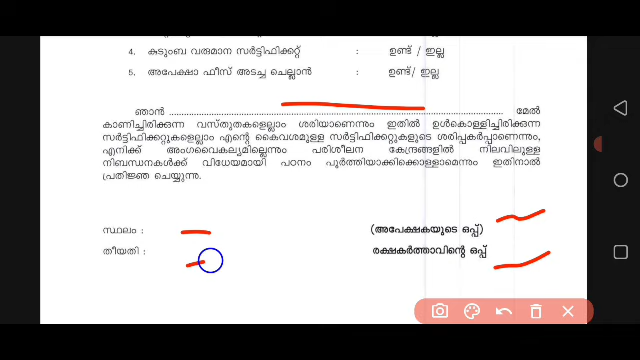 4. കുടുംബ വരുമാന സർട്ടിഫിക്കറ്റ് : ഉണ്ട് / ഇല്ല
5. അപേക്ഷാ ഫീസ് അടച്ച ചെല്ലാൻ : ഉണ്ട്/ ഇല്ല
ഞാൻ ........................................ മേൽ
കാണിച്ചിരിക്കുന്ന വസ്തുതകളെല്ലാം ശരിയാണെന്നും ഇതിൽ ഉൾകൊള്ളിച്ചിരിക്കുന്ന
സർട്ടിഫിക്കറ്റുകളെല്ലാം എന്റെ കൈവശമുള്ള സർട്ടിഫിക്കറ്റുകളുടെ ശരിപ്പകർപ്പാണെന്നും,
എനിക്ക് അംഗവൈകല്യമില്ലെന്നും പരിശീലന കേന്ദ്രങ്ങളിൽ നിലവിലുള്ള
നിബന്ധനകൾക്ക് വിധേയമായി പഠനം പൂർത്തിയാക്കിക്കൊള്ളാമെന്നും ഇതിനാൽ
പ്രതിജ്ഞ ചെയ്യുന്നു.
സ്ഥലം : (അപേക്ഷകയുടെ ഒപ്പ്)
തീയതി : രക്ഷകർത്താവിന്റെ ഒപ്പ്